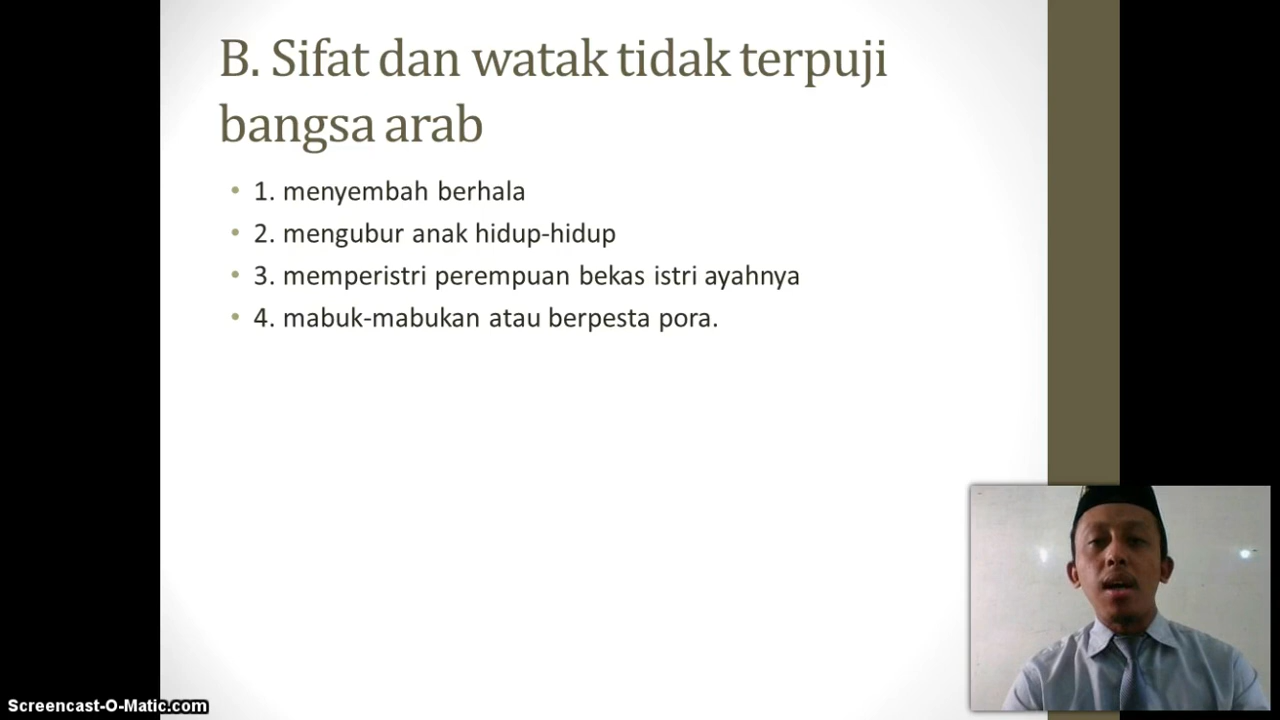 B. Sifat dan watak tidak terpuji
bangsa arab
• 1. menyembah berhala
• 2. mengubur anak hidup-hidup
• 3. memperistri perempuan bekas istri ayahnya
• 4. mabuk-mabukan atau berpesta pora.
Screencast-O-Matic.com